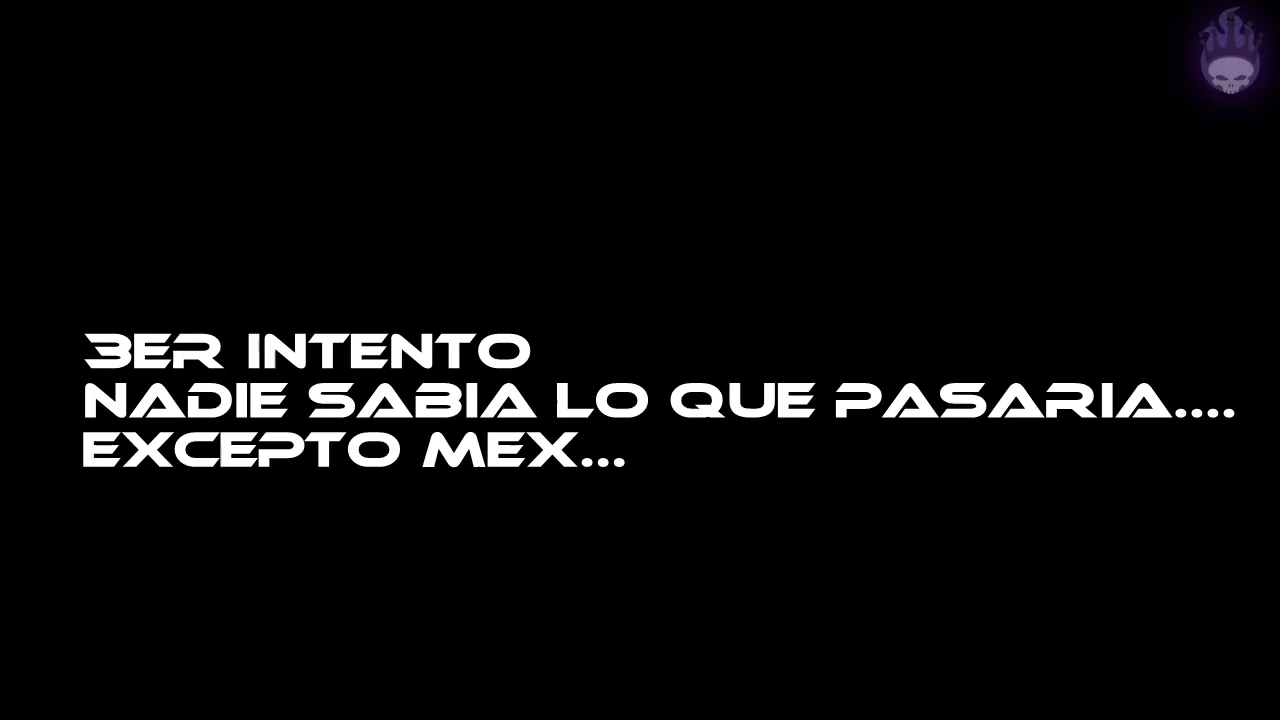 3ER INTENTO
NADIE SABIA LO QUE PASARIA....
EXCEPTO MEX...